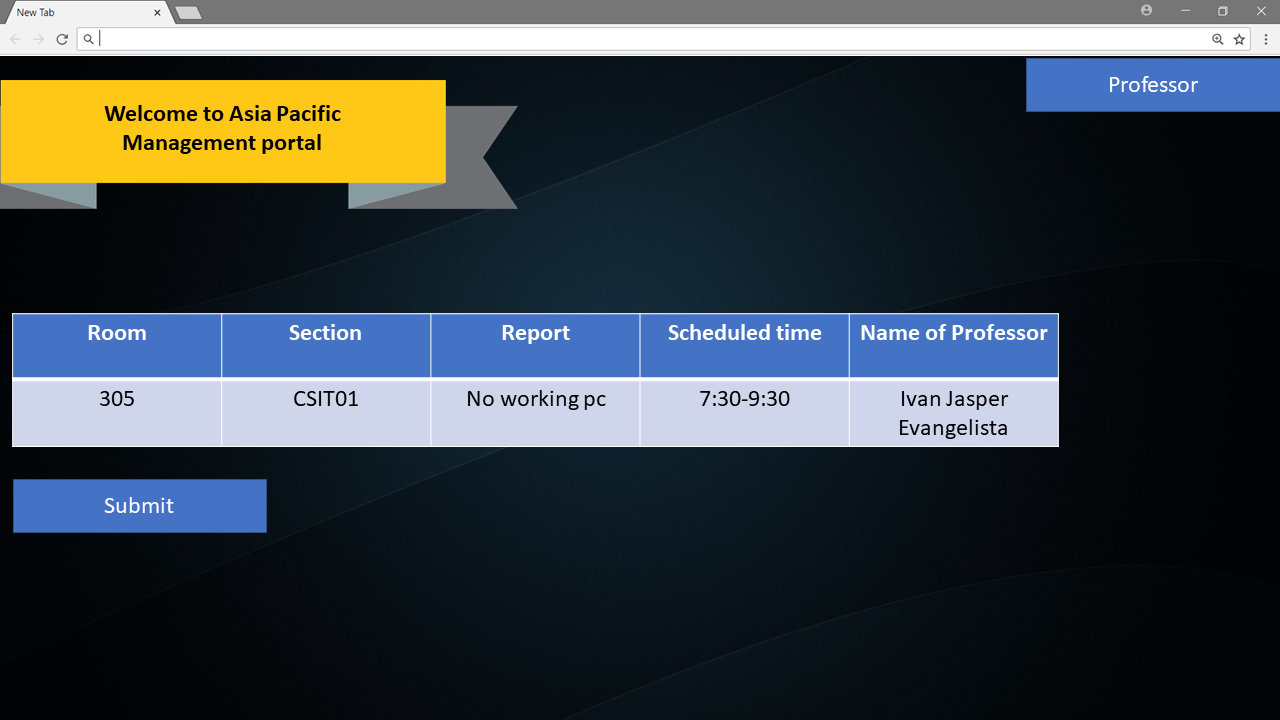 New Tab
Professor
Welcome to Asia Pacific
Management portal
Room Section Report Scheduled time Name of Professor
305 CSIT01 No working pc 7:30-9:30 Ivan Jasper
Evangelista
Submit